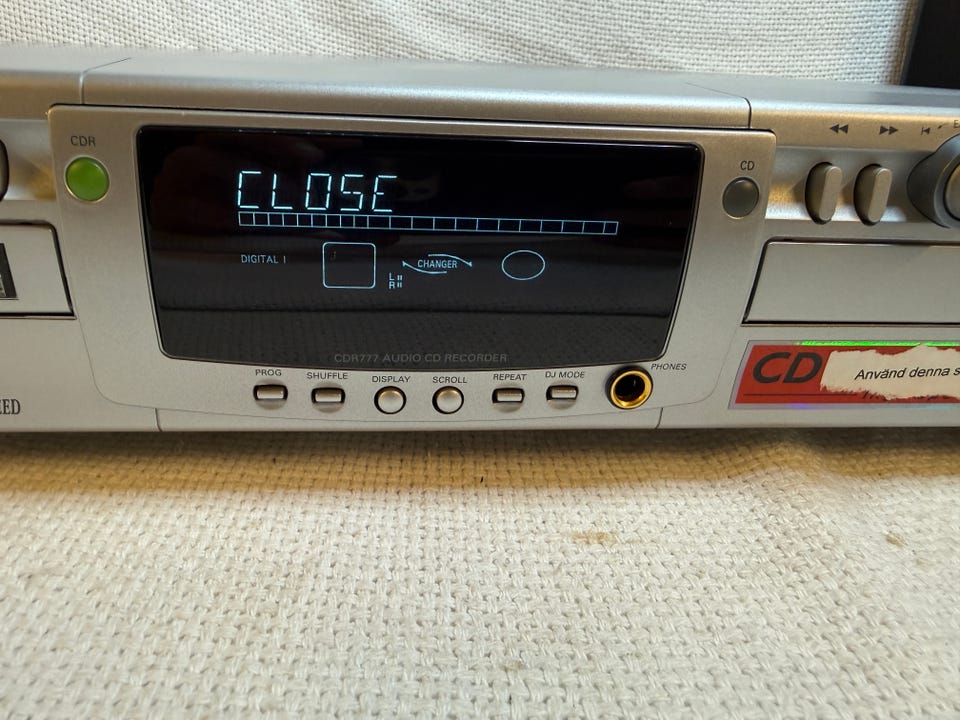 CDR
CD
CLOSE
DIGITAL I
CHANGER
L
R
CDR777 AUDIO CD RECORDER
PROG
SHUFFLE
DISPLAY
SCROLL
REPEAT
DJ MODE
PHONES
EED
CD
Använd denna s